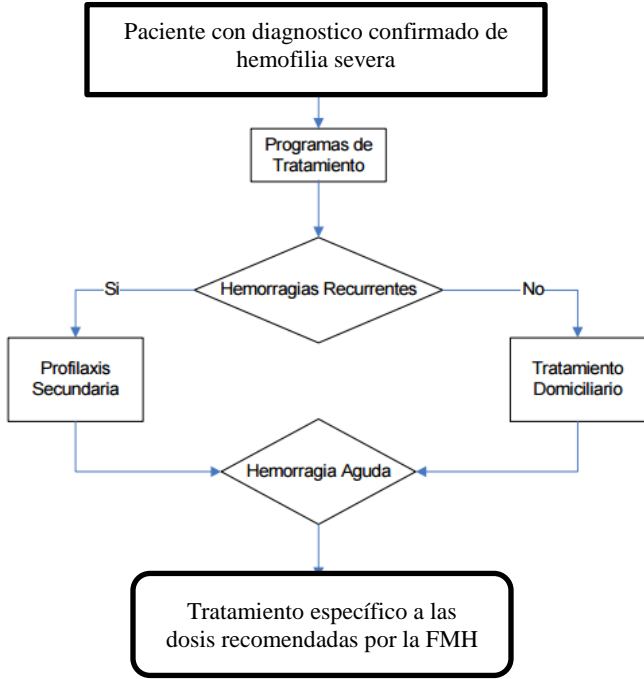 Paciente con diagnostico confirmado de
hemofilia severa
Programas de
Tratamiento
Hemorragias Recurrentes
Si
No
Profilaxis
Secundaria
Tratamiento
Domiciliario
Hemorragia Aguda
Tratamiento específico a las
dosis recomendadas por la FMH